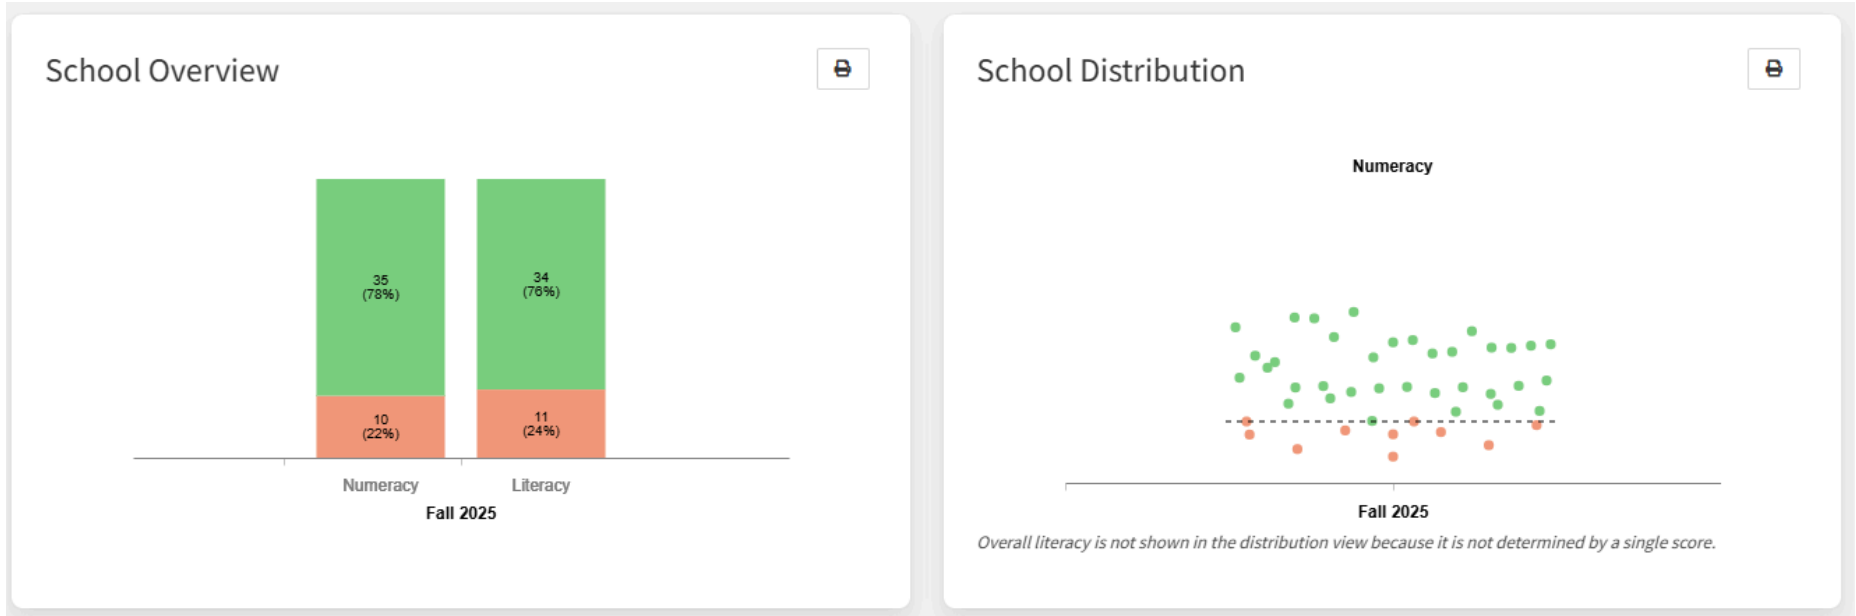 School Overview
35
(78%)
34
(76%)
10
(22%)
11
(24%)
Numeracy
Literacy
Fall 2025
School Distribution
Numeracy
Fall 2025
Overall literacy is not shown in the distribution view because it is not determined by a single score.